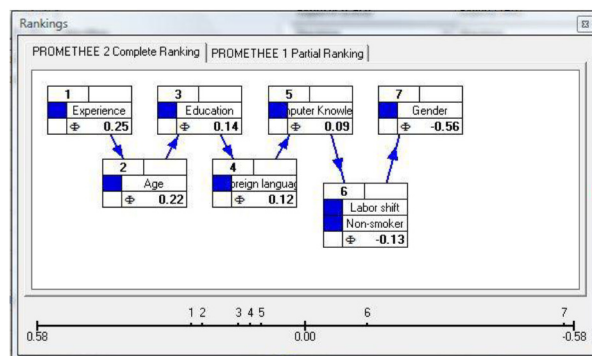 Rankings
PROMETHEE 2 Complete Ranking
PROMETHEE 1 Partial Ranking
1
Experience
Φ 0.25
3
Education
Φ 0.14
5
nputer Knowle
Φ 0.09
7
Gender
Φ -0.56
2
Age
Φ 0.22
4
oreign languag
Φ 0.12
6
Labor shift
Non-smoker
Φ -0.13
1 2 3 4 5 6 7
0.58 0.00 -0.58